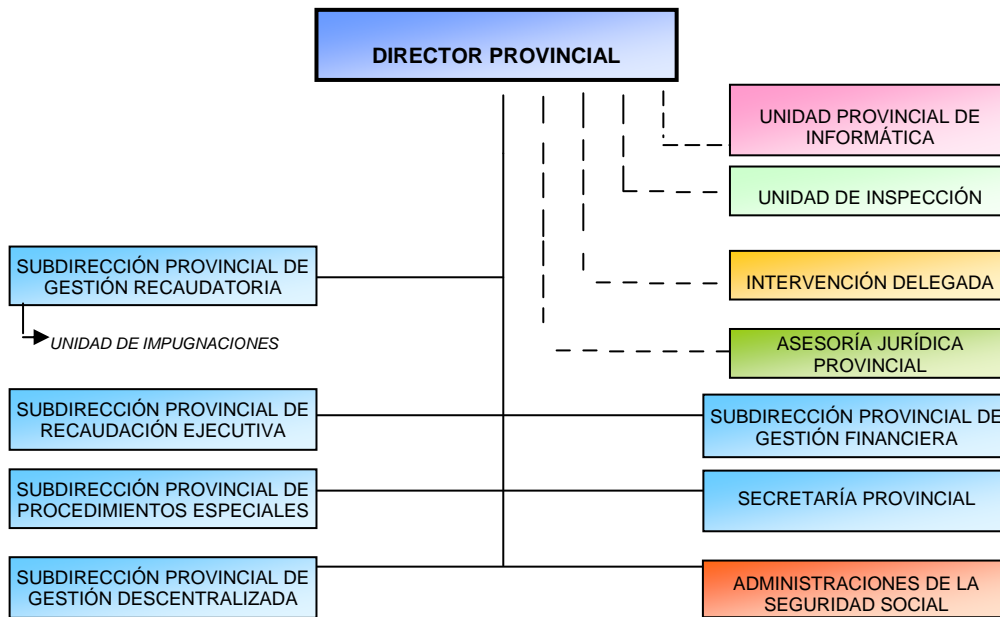 DIRECTOR PROVINCIAL
UNIDAD PROVINCIAL DE
INFORMÁTICA
UNIDAD DE INSPECCIÓN
SUBDIRECCIÓN PROVINCIAL DE
GESTIÓN RECAUDATORIA
INTERVENCIÓN DELEGADA
UNIDAD DE IMPUGNACIONES
ASESORÍA JURÍDICA
PROVINCIAL
SUBDIRECCIÓN PROVINCIAL DE
RECAUDACIÓN EJECUTIVA
SUBDIRECCIÓN PROVINCIAL DE
GESTIÓN FINANCIERA
SUBDIRECCIÓN PROVINCIAL DE
PROCEDIMIENTOS ESPECIALES
SECRETARÍA PROVINCIAL
SUBDIRECCIÓN PROVINCIAL DE
GESTIÓN DESCENTRALIZADA
ADMINISTRACIONES DE LA
SEGURIDAD SOCIAL